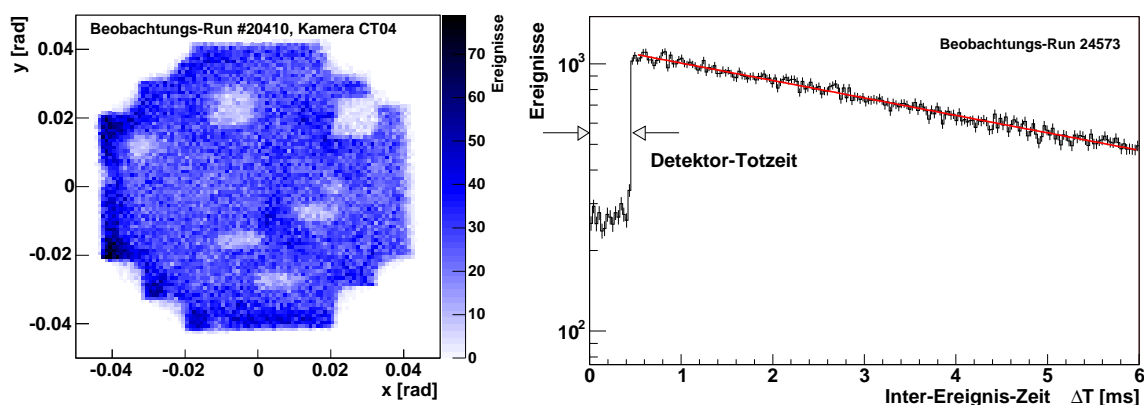 Beobachtungs-Run #20410, Kamera CT04
y [rad]
0.04
0.02
0
-0.02
-0.04
-0.04 -0.02 0 0.02 0.04
x [rad]
Ereignisse
70
60
50
40
30
20
10
0
Beobachtungs-Run 24573
Ereignisse
10³
Detektor-Totzeit
10²
0 1 2 3 4 5 6
Inter-Ereignis-Zeit ΔT [ms]